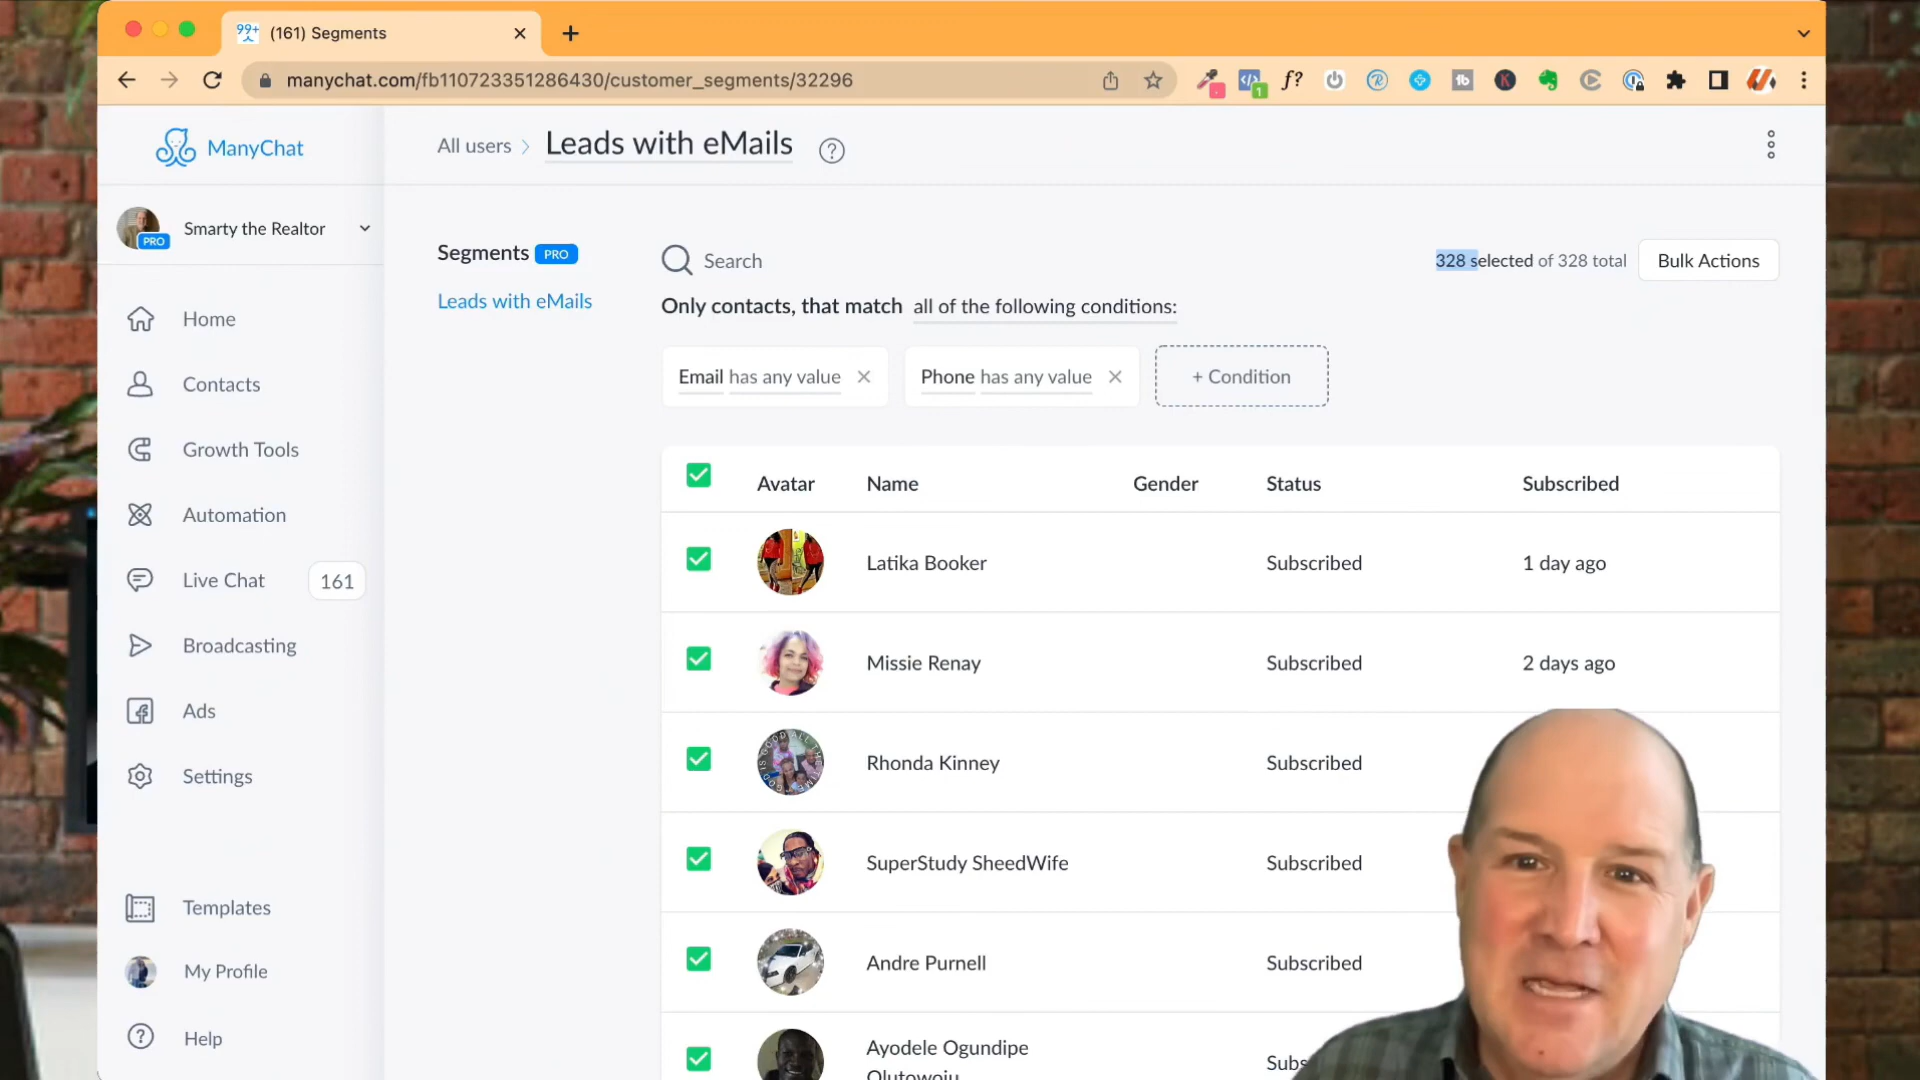 (161) Segments
manychat.com/fb110723351286430/customer_segments/32296
ManyChat
All users
Leads with eMails
Smarty the Realtor
PRO
Segments PRO
Leads with eMails
Search
328 selected of 328 total
Bulk Actions
Only contacts, that match all of the following conditions:
Email has any value
Phone has any value
+ Condition
Home
Contacts
Growth Tools
Automation
Live Chat 161
Broadcasting
Ads
Settings
Templates
My Profile
Help
Avatar Name Gender Status Subscribed
Latika Booker Subscribed 1 day ago
Missie Renay Subscribed 2 days ago
Rhonda Kinney Subscribed
SuperStudy SheedWife Subscribed
Andre Purnell Subscribed
Ayodele Ogundipe Subs
Olutowoju